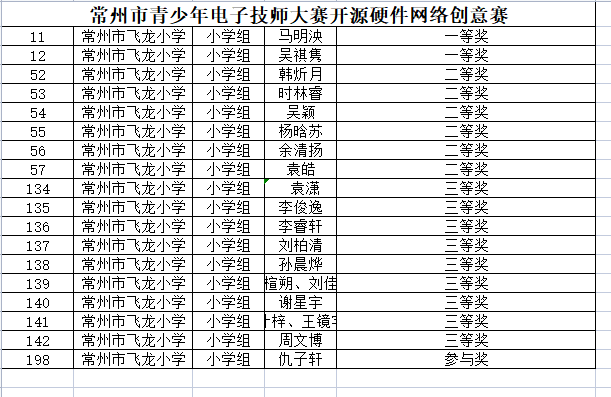 常州市青少年电子技师大赛开源硬件网络创意赛
11 常州市飞龙小学 小学组 马明泱 一等奖
12 常州市飞龙小学 小学组 吴祺隽 一等奖
52 常州市飞龙小学 小学组 韩炘月 二等奖
53 常州市飞龙小学 小学组 时林睿 二等奖
54 常州市飞龙小学 小学组 吴颖 二等奖
55 常州市飞龙小学 小学组 杨晗苏 二等奖
56 常州市飞龙小学 小学组 余清扬 二等奖
57 常州市飞龙小学 小学组 袁皓 二等奖
134 常州市飞龙小学 小学组 袁潇 三等奖
135 常州市飞龙小学 小学组 李俊逸 三等奖
136 常州市飞龙小学 小学组 李睿轩 三等奖
137 常州市飞龙小学 小学组 刘柏清 三等奖
138 常州市飞龙小学 小学组 孙晨烨 三等奖
139 常州市飞龙小学 小学组 朔、刘佳 三等奖
140 常州市飞龙小学 小学组 谢星宇 三等奖
141 常州市飞龙小学 小学组 梓、王镜 三等奖
142 常州市飞龙小学 小学组 周文博 三等奖
198 常州市飞龙小学 小学组 仇子轩 参与奖